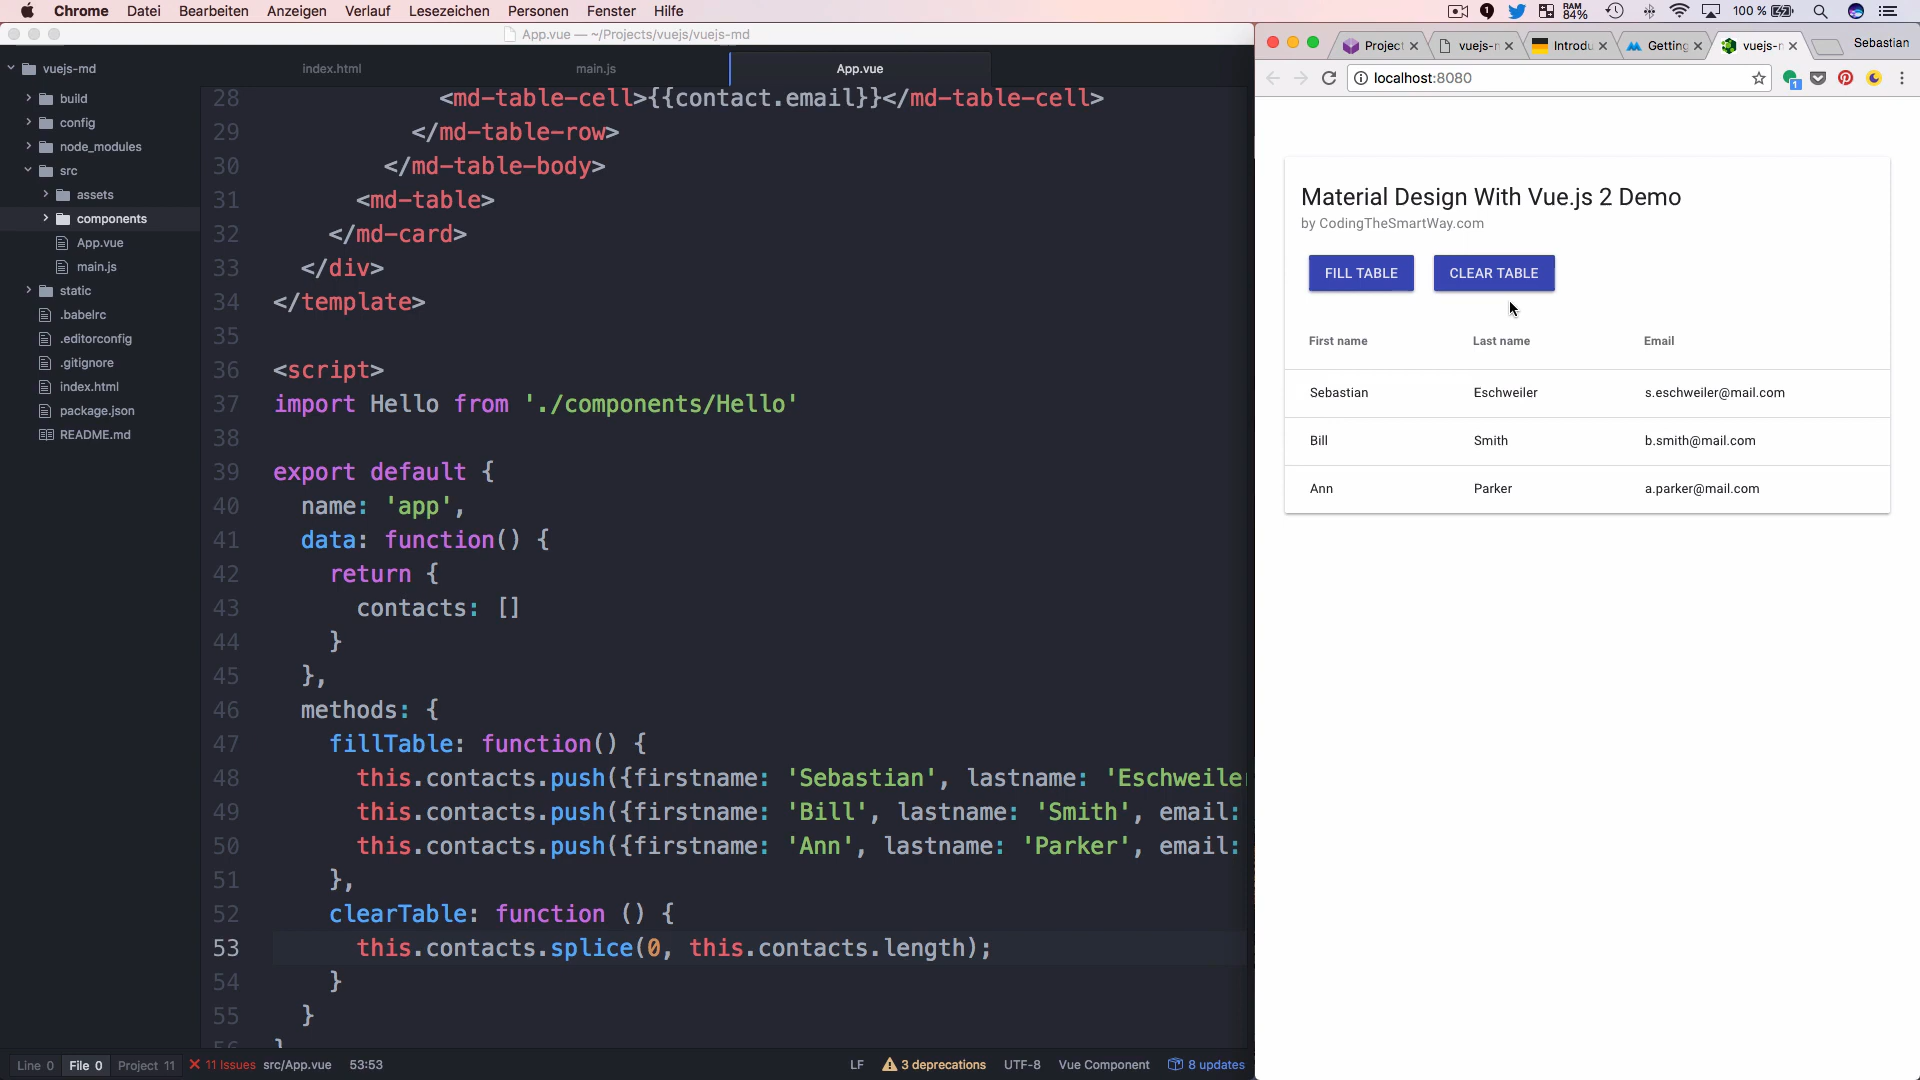 Chrome Datei Bearbeiten Anzeigen Verlauf Lesezeichen Personen Fenster Hilfe
RAM 84% 100 %
App.vue — ~/Projects/vuejs/vuejs-md
vuejs-md
build
config
node_modules
src
assets
components
App.vue
main.js
static
.babelrc
.editorconfig
.gitignore
index.html
package.json
README.md
index.html main.js App.vue
28 <md-table-cell>{{contact.email}}</md-table-cell>
29 </md-table-row>
30 </md-table-body>
31 <md-table>
32 </md-card>
33 </div>
34 </template>
35
36 <script>
37 import Hello from './components/Hello'
38
39 export default {
40 name: 'app',
41 data: function() {
42 return {
43 contacts: []
44 }
45 },
46 methods: {
47 fillTable: function() {
48 this.contacts.push({firstname: 'Sebastian', lastname: 'Eschweile
49 this.contacts.push({firstname: 'Bill', lastname: 'Smith', email:
50 this.contacts.push({firstname: 'Ann', lastname: 'Parker', email:
51 },
52 clearTable: function () {
53 this.contacts.splice(0, this.contacts.length);
54 }
55 }
Line 0 File 0 Project 11 11 Issues src/App.vue 53:53 LF 3 deprecations UTF-8 Vue Component 8 updates
Project vuejs- Introdu Getting vuejs- Sebastian
localhost:8080
1
Material Design With Vue.js 2 Demo
by CodingTheSmartWay.com
FILL TABLE CLEAR TABLE
First name Last name Email
Sebastian Eschweiler s.eschweiler@mail.com
Bill Smith b.smith@mail.com
Ann Parker a.parker@mail.com